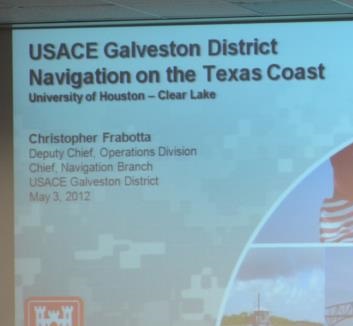 USACE Galveston District
Navigation on the Texas Coast
University of Houston – Clear Lake
Christopher Frabotta
Deputy Chief, Operations Division
Chief, Navigation Branch
USACE Galveston District
May 3, 2012